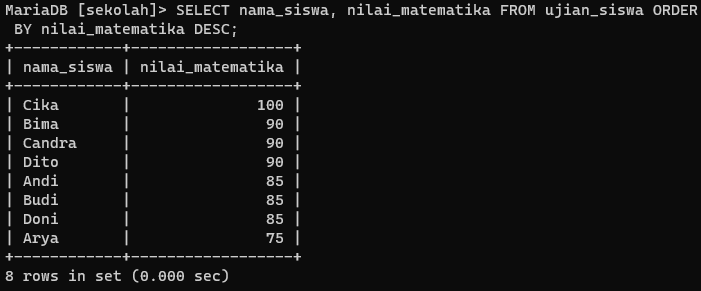 MariaDB [sekolah]> SELECT nama_siswa, nilai_matematika FROM ujian_siswa ORDER
 BY nilai_matematika DESC;
+------------+------------------+
| nama_siswa | nilai_matematika |
+------------+------------------+
| Cika       |              100 |
| Bima       |               90 |
| Candra     |               90 |
| Dito       |               90 |
| Andi       |               85 |
| Budi       |               85 |
| Doni       |               85 |
| Arya       |               75 |
+------------+------------------+
8 rows in set (0.000 sec)